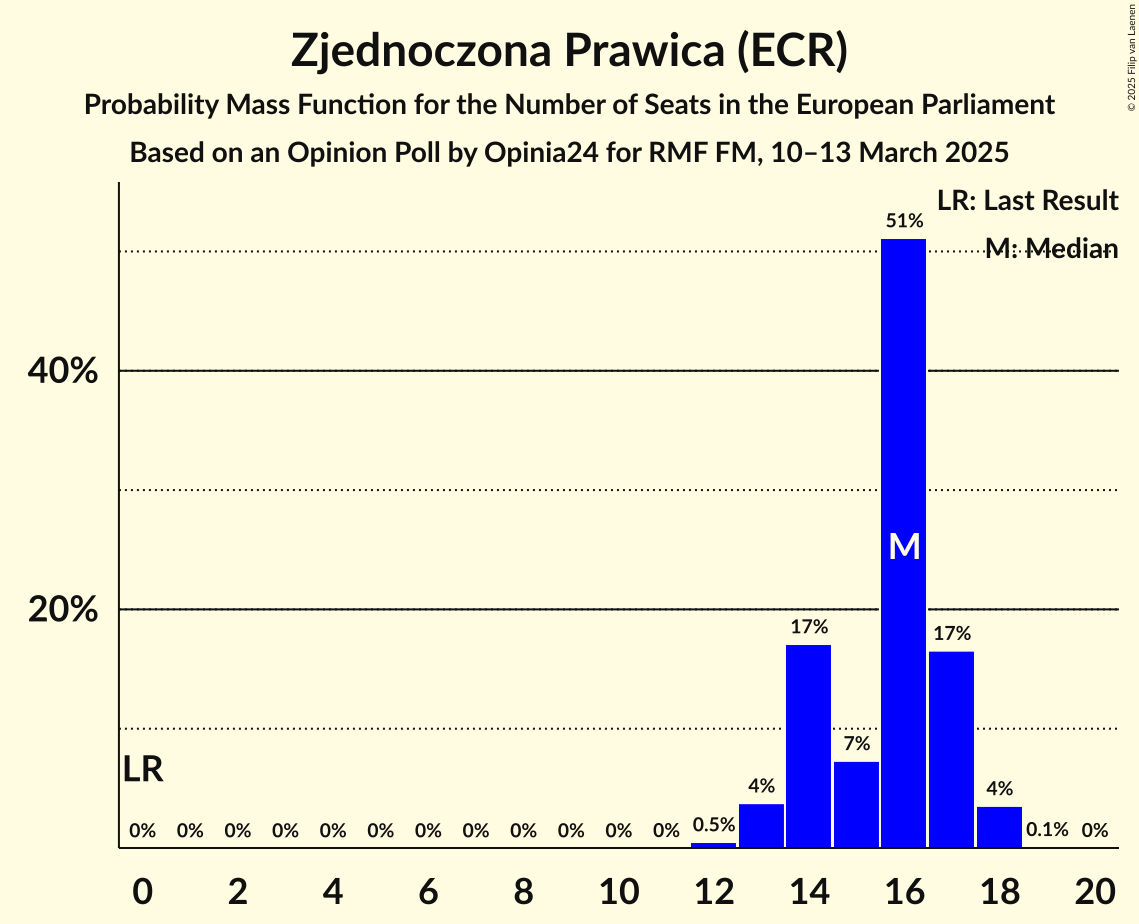 Zjednoczona Prawica (ECR)
Probability Mass Function for the Number of Seats in the European Parliament
Based on an Opinion Poll by Opinia24 for RMF FM, 10–13 March 2025
© 2025 Filip van Laenen
LR: Last Result
M: Median
40%
20%
51%
M
17%
17%
7%
LR
4%
4%
0% 0% 0% 0% 0% 0% 0% 0% 0% 0% 0% 0% 0.5% 0.1% 0%
0 2 4 6 8 10 12 14 16 18 20